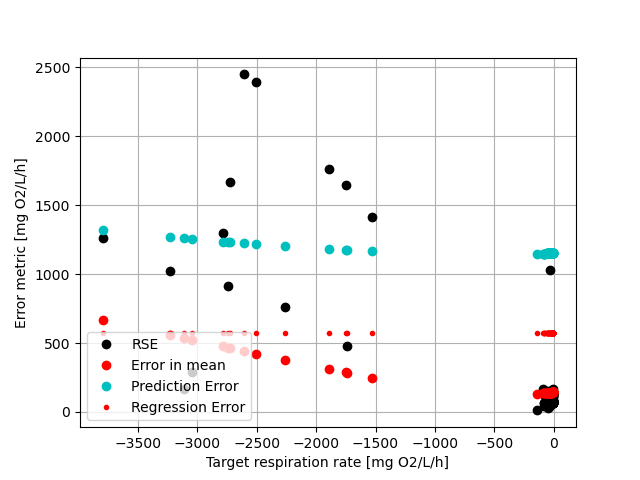 2500
2000
1500
1000
500
0
Error metric [mg O2/L/h]
RSE
Error in mean
Prediction Error
Regression Error
−3500 −3000 −2500 −2000 −1500 −1000 −500 0
Target respiration rate [mg O2/L/h]